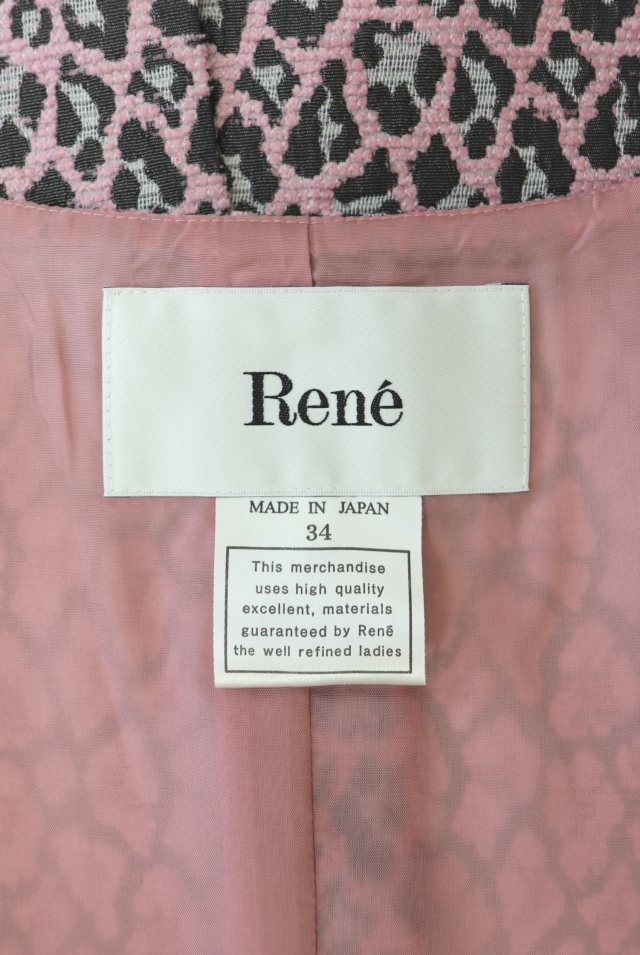 René
MADE IN JAPAN
34
This merchandise
uses high quality
excellent, materials
guaranteed by René
the well refined ladies